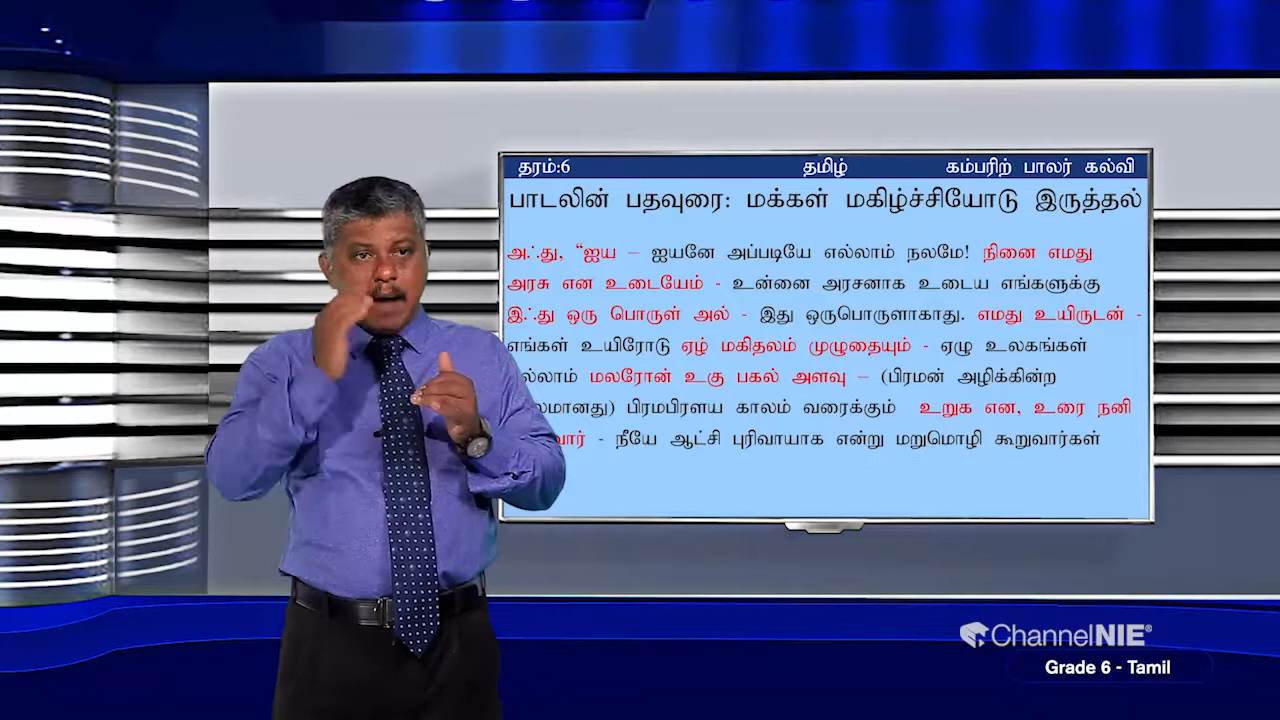 தரம்:6 தமிழ் கம்பரிற் பாலர் கல்வி
பாடலின் பதவுரை: மக்கள் மகிழ்ச்சியோடு இருத்தல்
அஃது, “ஐய – ஐயனே அப்படியே எல்லாம் நலமே! நினை எமது
அரசு என உடையேம் - உன்னை அரசனாக உடைய எங்களுக்கு
இஃது ஒரு பொருள் அல் - இது ஒருபொருளாகாது. எமது உயிருடன் -
எங்கள் உயிரோடு ஏழ் மகிதலம் முழுதையும் - ஏழு உலகங்கள்
மலரோன் உகு பகல் அளவு – (பிரமன் அழிக்கின்ற
பிரமபிரளய காலம் வரைக்கும் உறுக என, உரை நனி
- நீயே ஆட்சி புரிவாயாக என்று மறுமொழி கூறுவார்கள்
ChannelNIE®
Grade 6 - Tamil